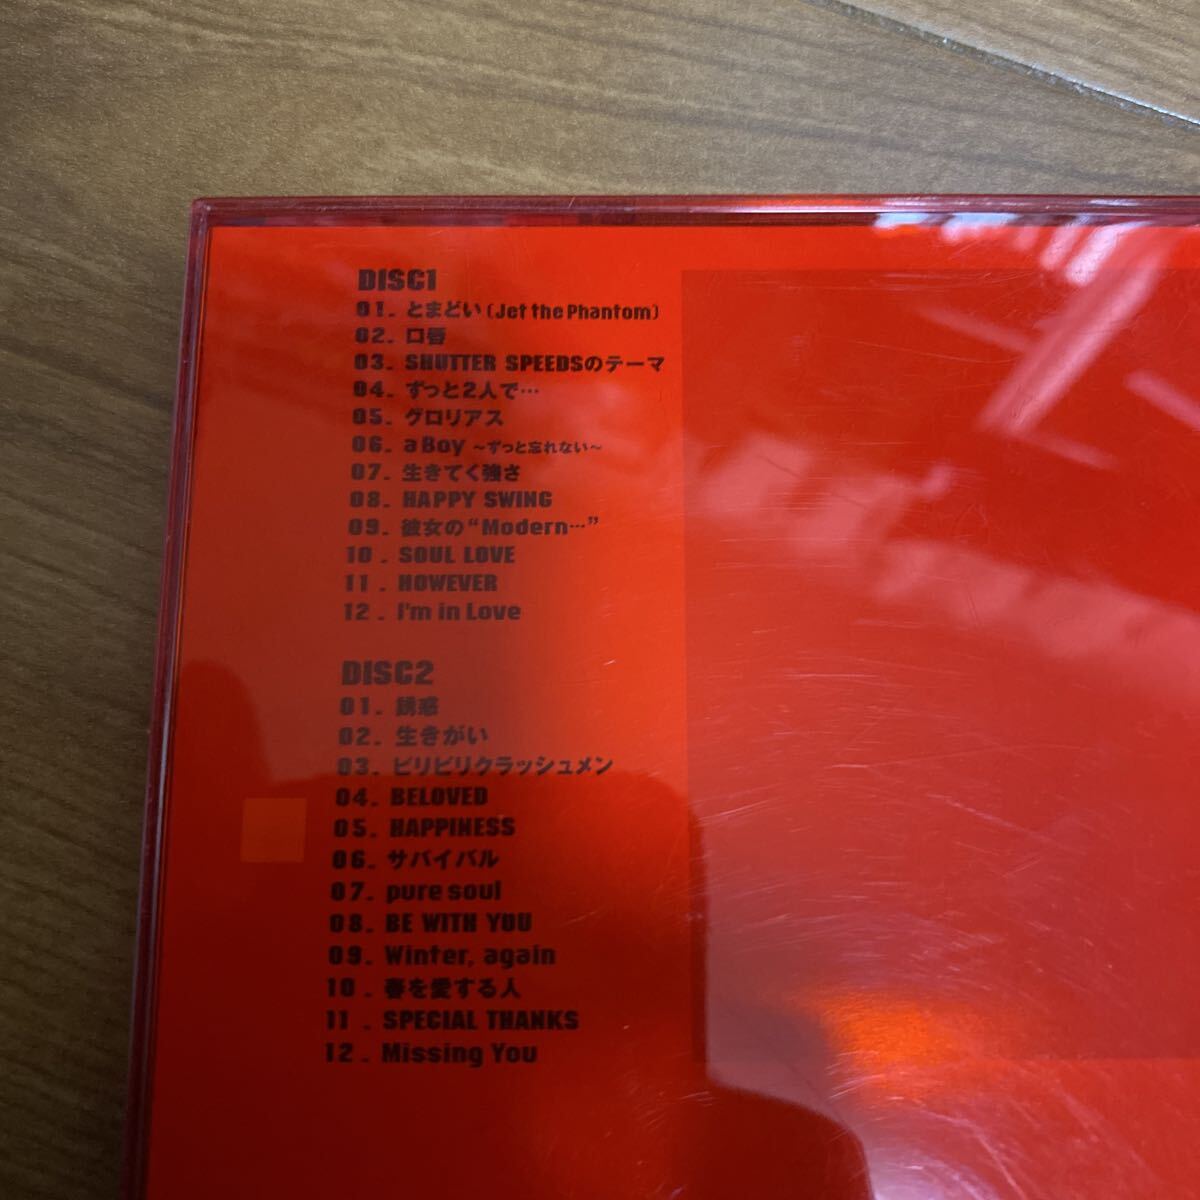 DISC1
01. とまどい (Jet the Phantom)
02. 口唇
03. SHUTTER SPEEDSのテーマ
04. ずっと2人で…
05. グロリアス
06. a Boy ～ずっと忘れない～
07. 生きてく強さ
08. HAPPY SWING
09. 彼女の“Modern…”
10. SOUL LOVE
11. HOWEVER
12. I'm in Love
DISC2
01. 誘惑
02. 生きがい
03. ビリビリクラッシュメン
04. BELOVED
05. HAPPINESS
06. サバイバル
07. pure soul
08. BE WITH YOU
09. Winter, again
10. 春を愛する人
11. SPECIAL THANKS
12. Missing You